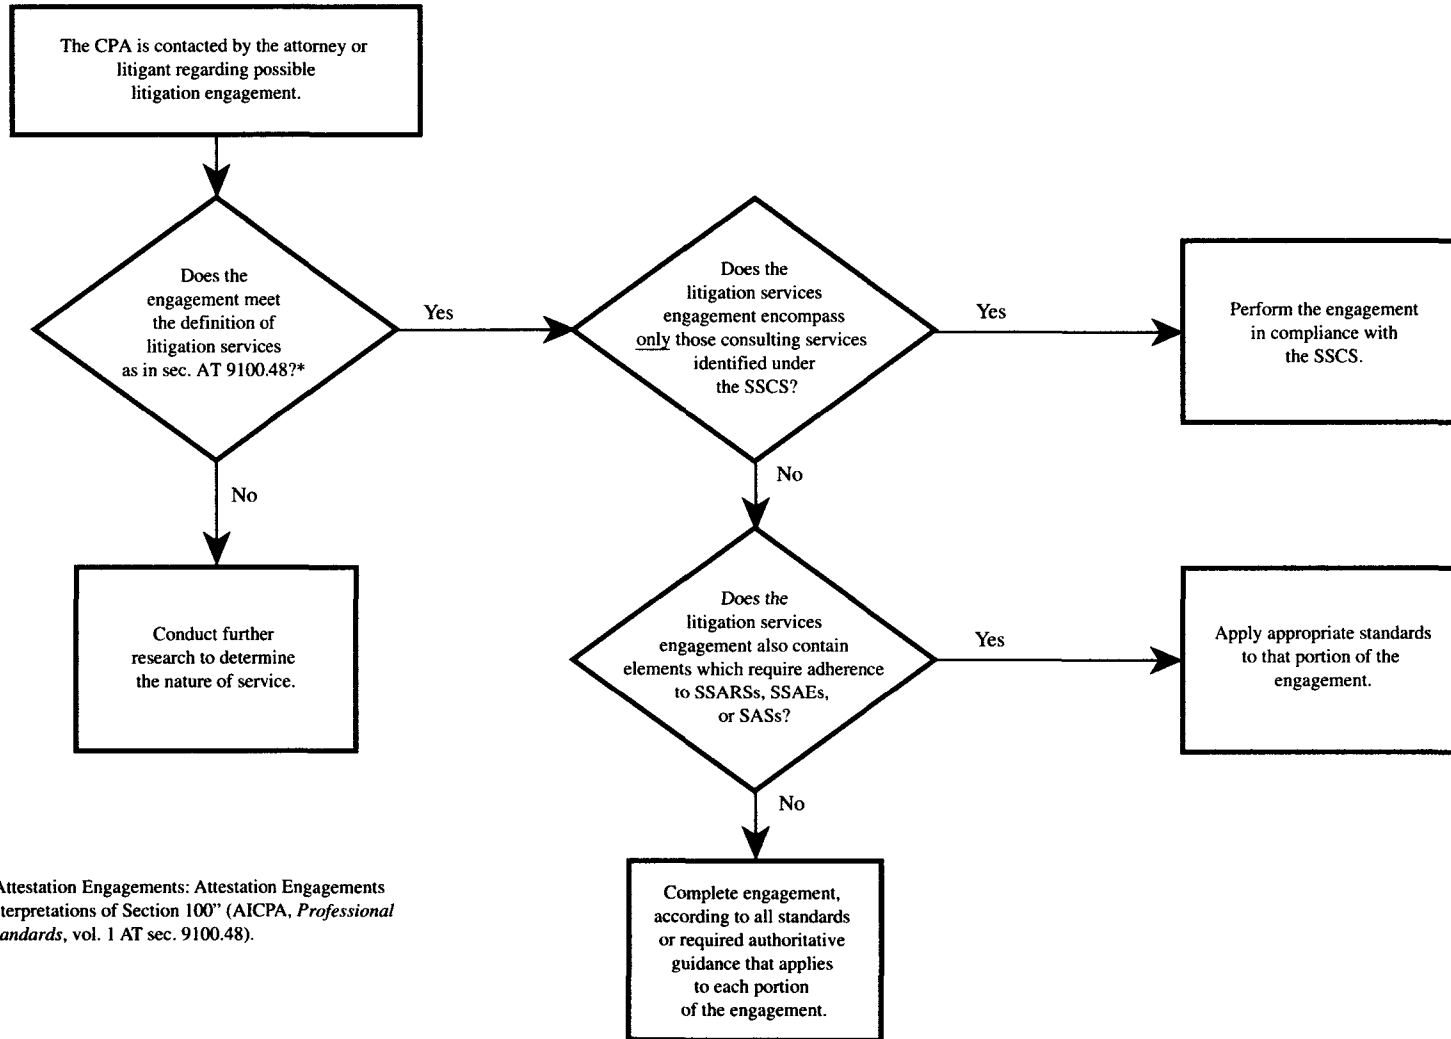 The CPA is contacted by the attorney or
litigant regarding possible
litigation engagement.
Does the
engagement meet
the definition of
litigation services
as in sec. AT 9100.48?*
Yes
Does the
litigation services
engagement encompass
only those consulting services
identified under
the SSCS?
Yes
Perform the engagement
in compliance with
the SSCS.
No
Conduct further
research to determine
the nature of service.
No
Does the
litigation services
engagement also contain
elements which require adherence
to SSARSs, SSAEs,
or SASs?
Yes
Apply appropriate standards
to that portion of the
engagement.
No
Complete engagement,
according to all standards
or required authoritative
guidance that applies
to each portion
of the engagement.
Attestation Engagements: Attestation Engagements
terpretations of Section 100” (AICPA, Professional
andards, vol. 1 AT sec. 9100.48).